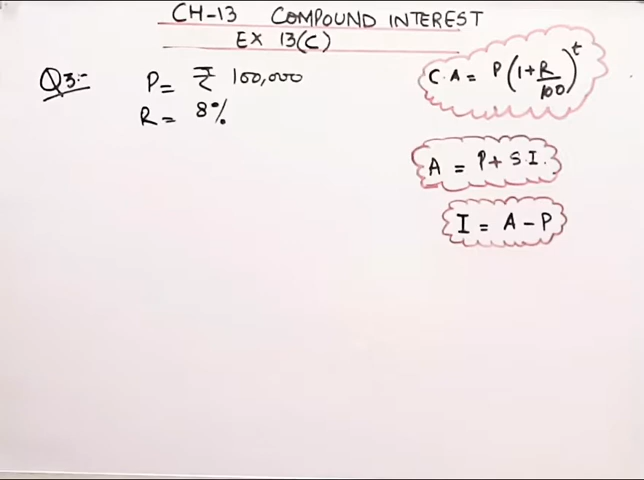 CH-13 COMPOUND INTEREST
EX 13(C)
Q3:- P = ₹ 100,000
R = 8%
C.A = P(1+R/100)^t
A = P+ S.I.
I = A - P